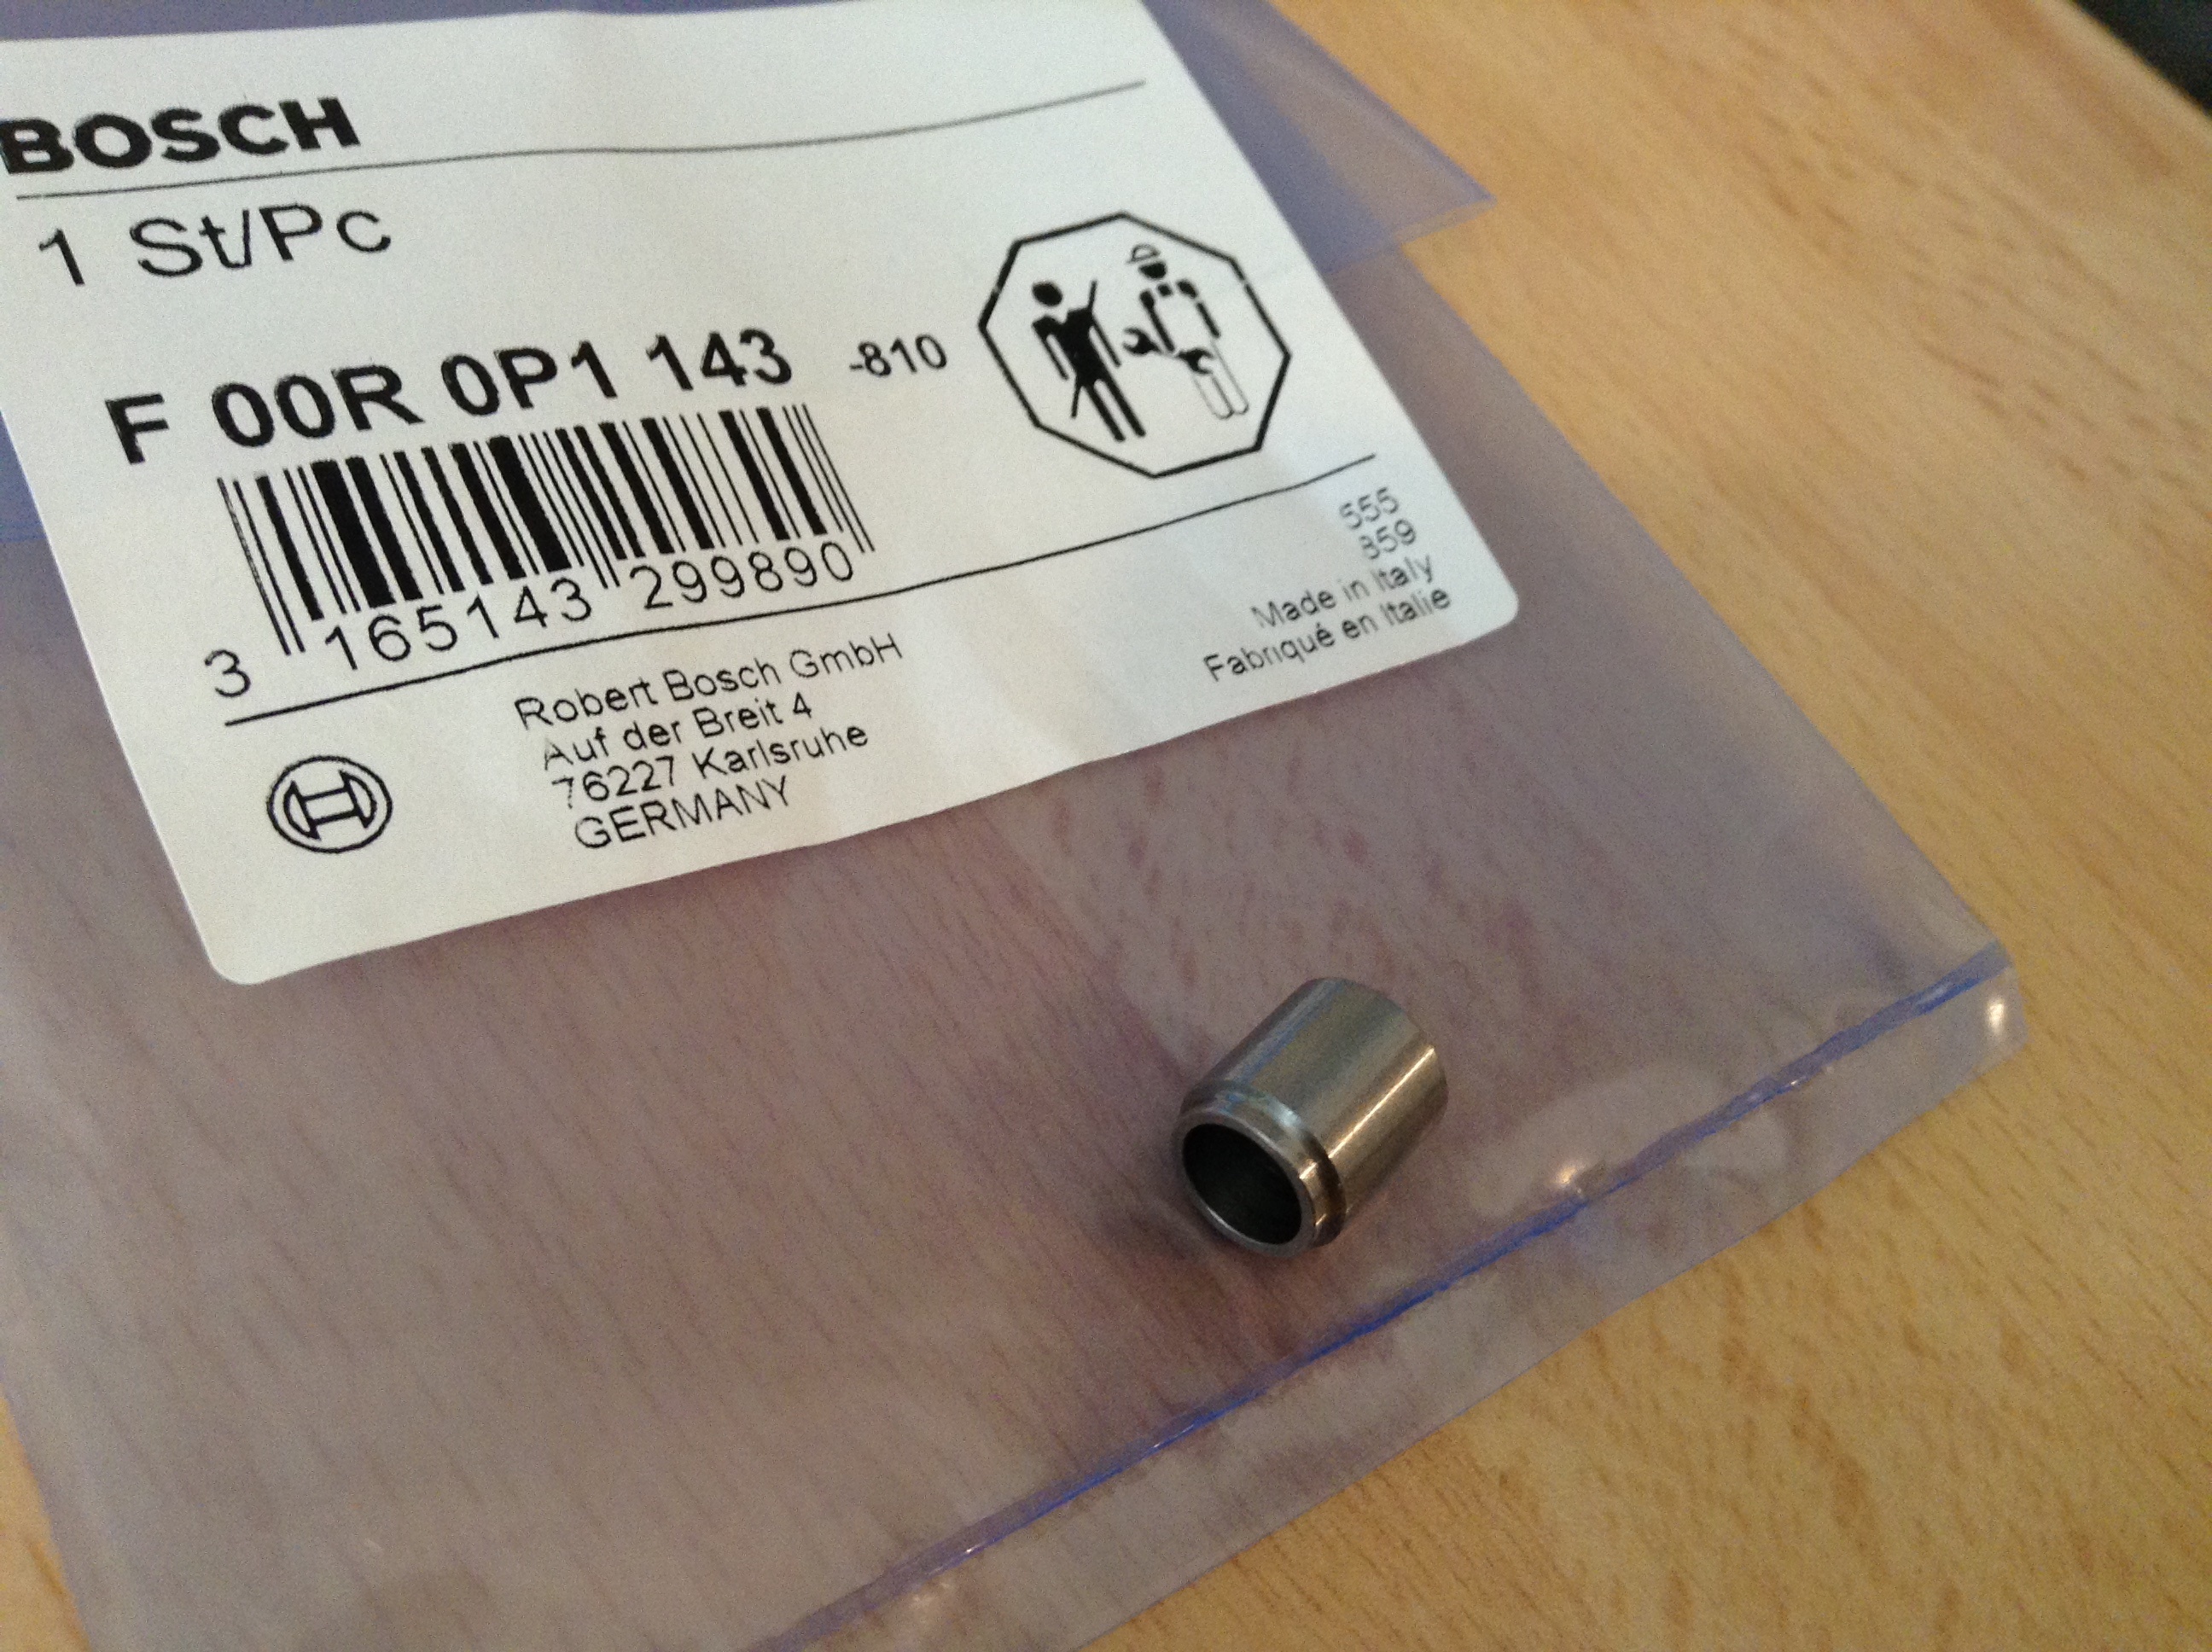 BOSCH
1 St/Pc
F 00R 0P1 143 -810
3 165143 299890
555
859
Made in Italy
Fabriqué en Italie
Robert Bosch GmbH
Auf der Breit 4
76227 Karlsruhe
GERMANY